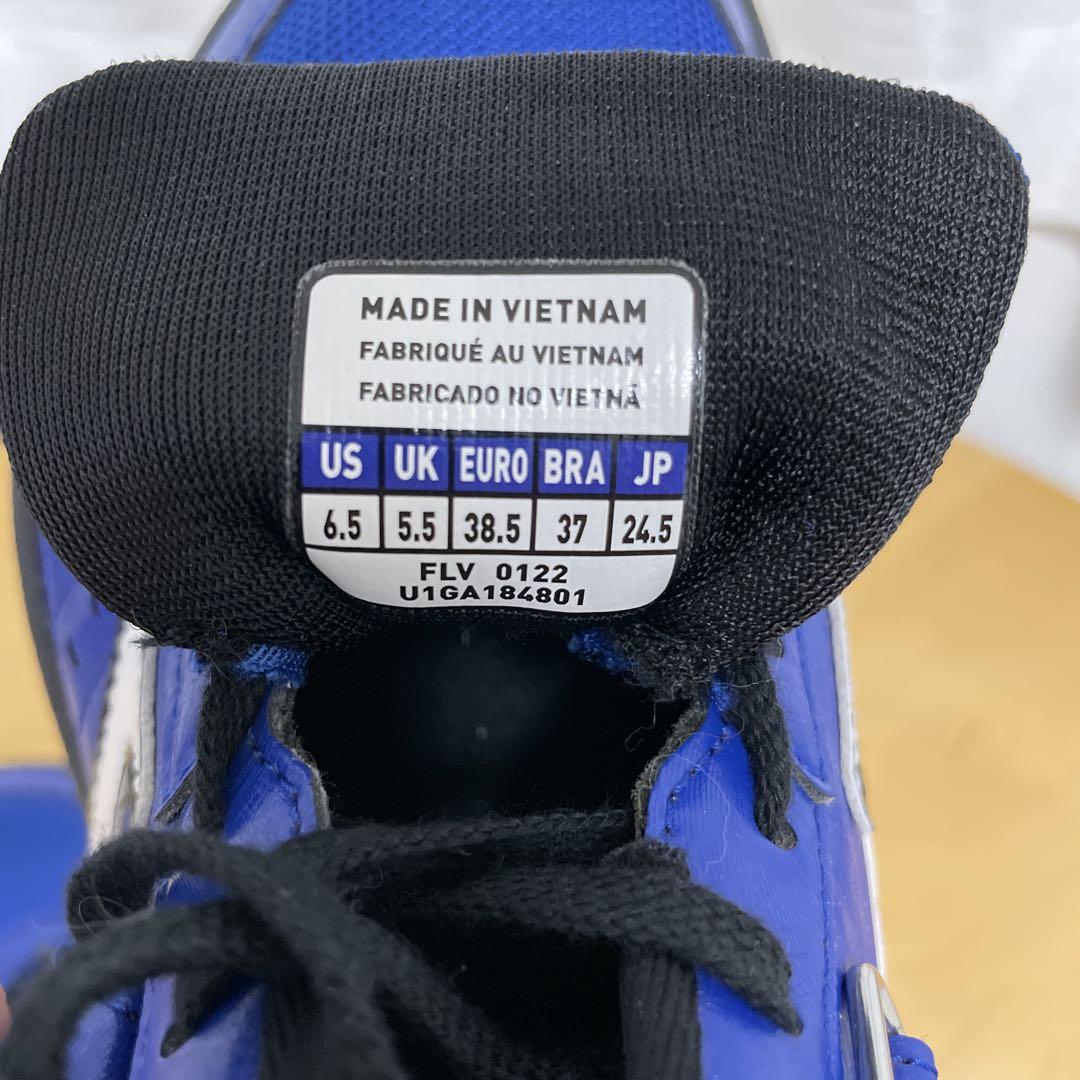 MADE IN VIETNAM
FABRIQUÉ AU VIETNAM
FABRICADO NO VIETNÃ
US UK EURO BRA JP
6.5 5.5 38.5 37 24.5
FLV 0122
U1GA184801